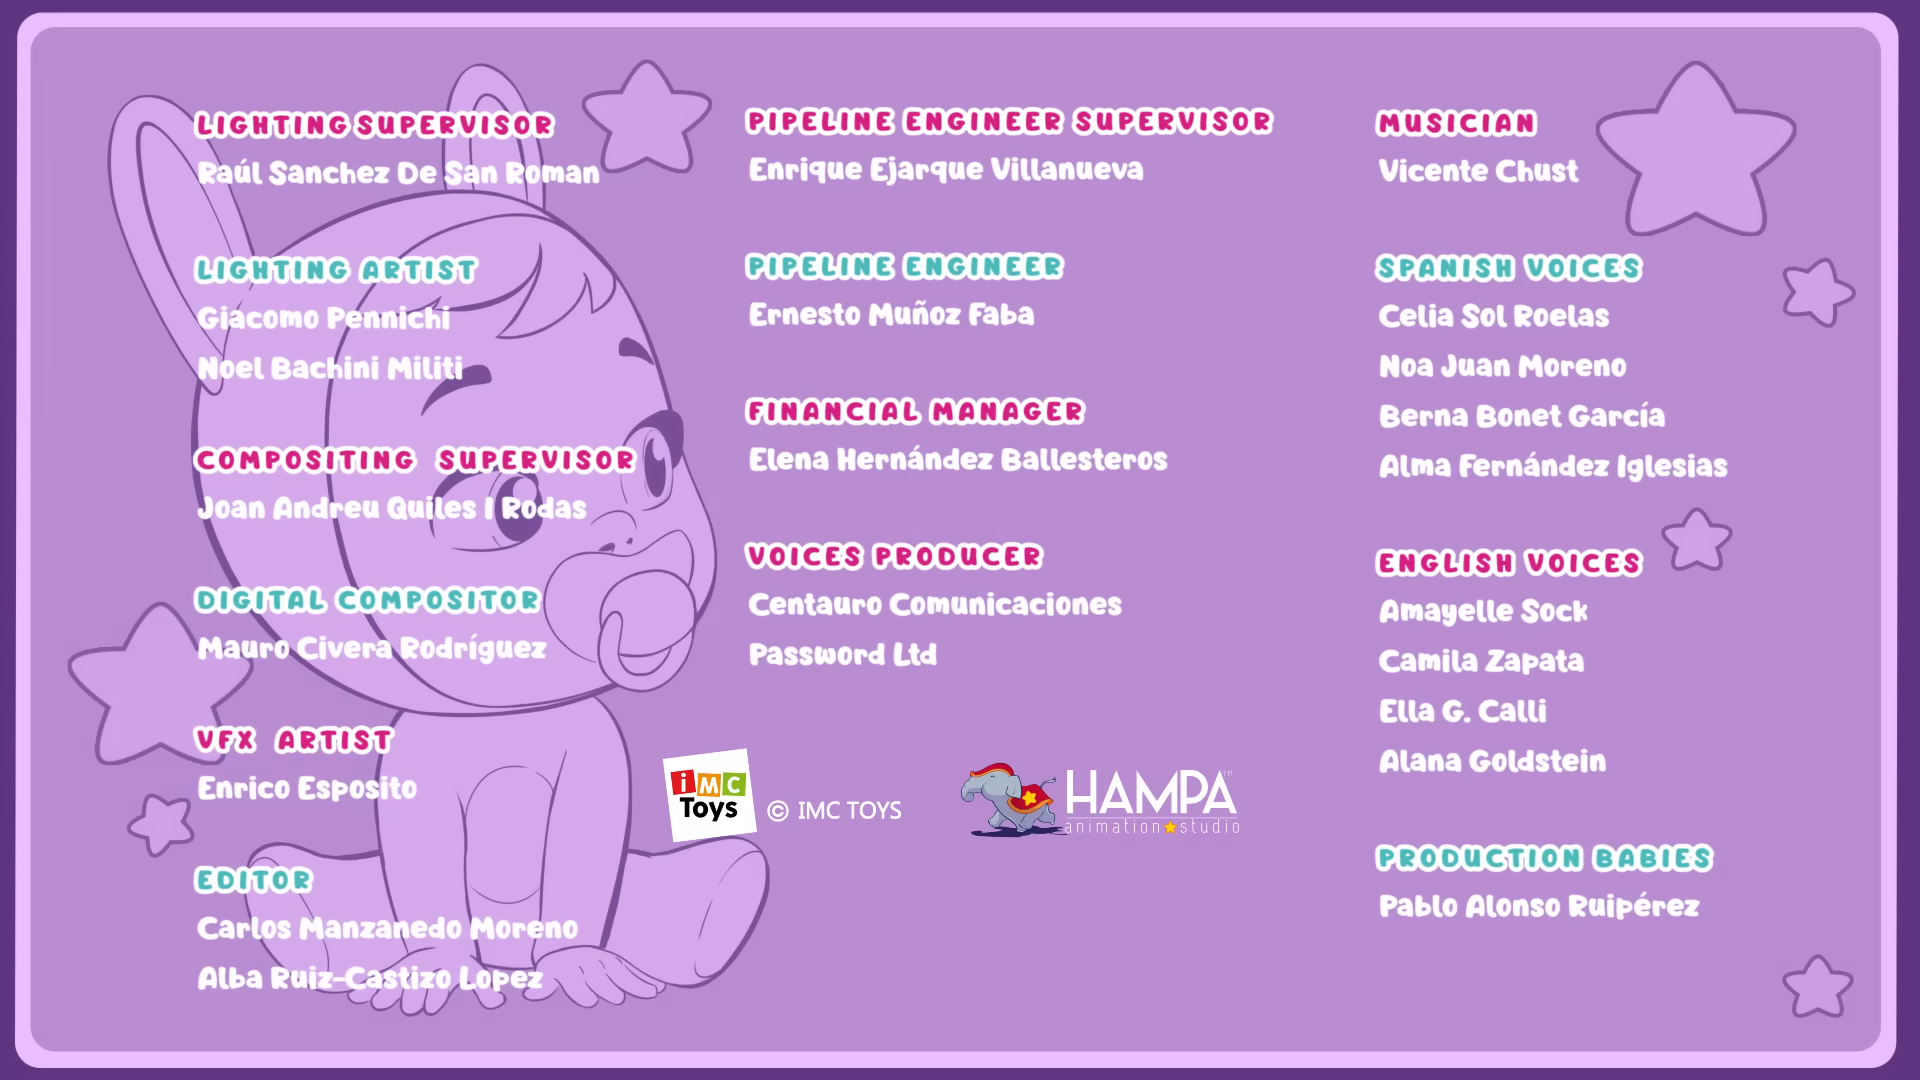 LIGHTING SUPERVISOR
Raúl Sanchez De San Roman
LIGHTING ARTIST
Giacomo Pennichi
Noel Bachini Militi
COMPOSITING SUPERVISOR
Joan Andreu Quiles I Rodas
DIGITAL COMPOSITOR
Mauro Civera Rodríguez
VFX ARTIST
Enrico Esposito
EDITOR
Carlos Manzanedo Moreno
Alba Ruiz-Castizo Lopez
PIPELINE ENGINEER SUPERVISOR
Enrique Ejarque Villanueva
PIPELINE ENGINEER
Ernesto Muñoz Faba
FINANCIAL MANAGER
Elena Hernández Ballesteros
VOICES PRODUCER
Centauro Comunicaciones
Password Ltd
iMC
Toys
© IMC TOYS
HAMPA™
animation studio
MUSICIAN
Vicente Chust
SPANISH VOICES
Celia Sol Roelas
Noa Juan Moreno
Berna Bonet García
Alma Fernández Iglesias
ENGLISH VOICES
Amayelle Sock
Camila Zapata
Ella G. Calli
Alana Goldstein
PRODUCTION BABIES
Pablo Alonso Ruipérez